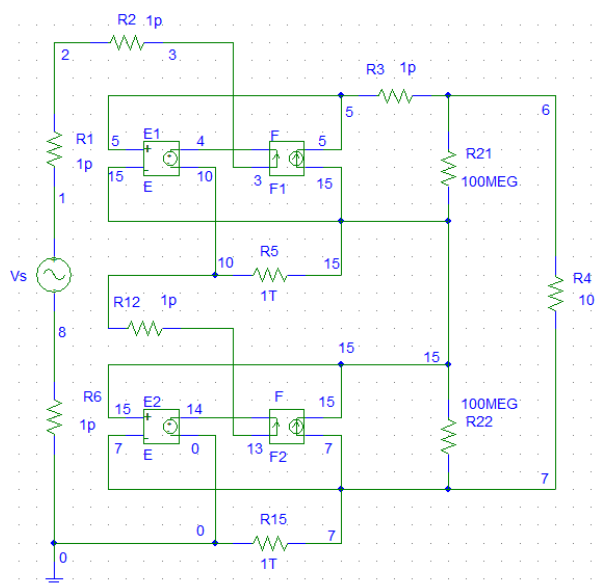 R2 1p
2 3
R3 1p
5 6
R1 5 E1 4 F 5
1p 15 E 10 3 F1 15
R21
100MEG
1
10 R5 15
1T
Vs
R12 1p
R4
10
8
15 15
R6 15 E2 14 F 15
1p 7 E 0 13 F2 7
100MEG
R22
7
0 R15 7
1T
0